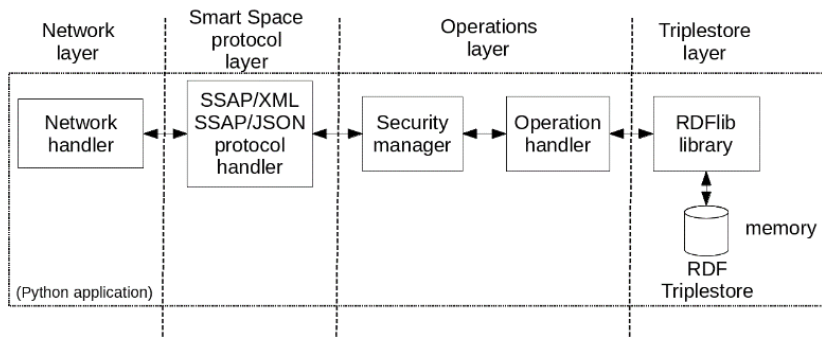 Network
layer
Smart Space
protocol
layer
Operations
layer
Triplestore
layer
Network
handler
SSAP/XML
SSAP/JSON
protocol
handler
Security
manager
Operation
handler
RDFlib
library
memory
RDF
Triplestore
(Python application)